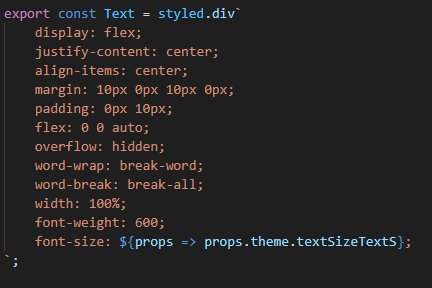 export const Text = styled.div`
    display: flex;
    justify-content: center;
    align-items: center;
    margin: 10px 0px 10px 0px;
    padding: 0px 10px;
    flex: 0 0 auto;
    overflow: hidden;
    word-wrap: break-word;
    word-break: break-all;
    width: 100%;
    font-weight: 600;
    font-size: ${props => props.theme.textSizeTextS};
`;